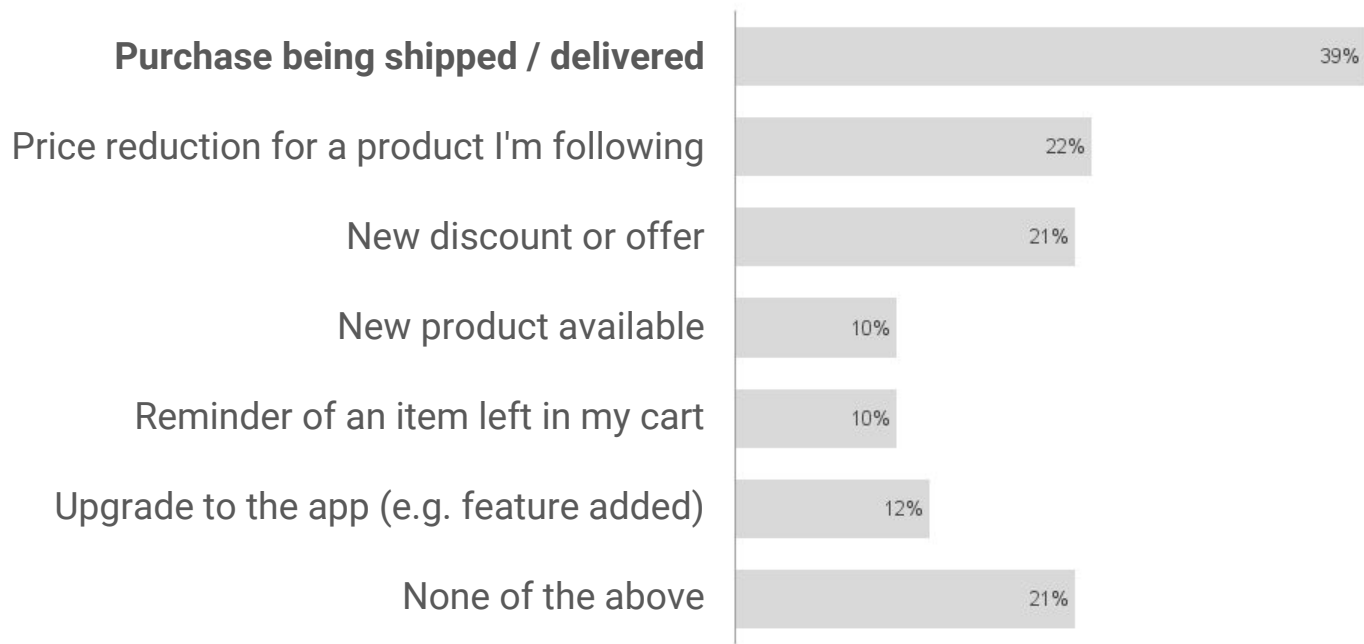 Purchase being shipped / delivered 39%
Price reduction for a product I'm following 22%
New discount or offer 21%
New product available 10%
Reminder of an item left in my cart 10%
Upgrade to the app (e.g. feature added) 12%
None of the above 21%